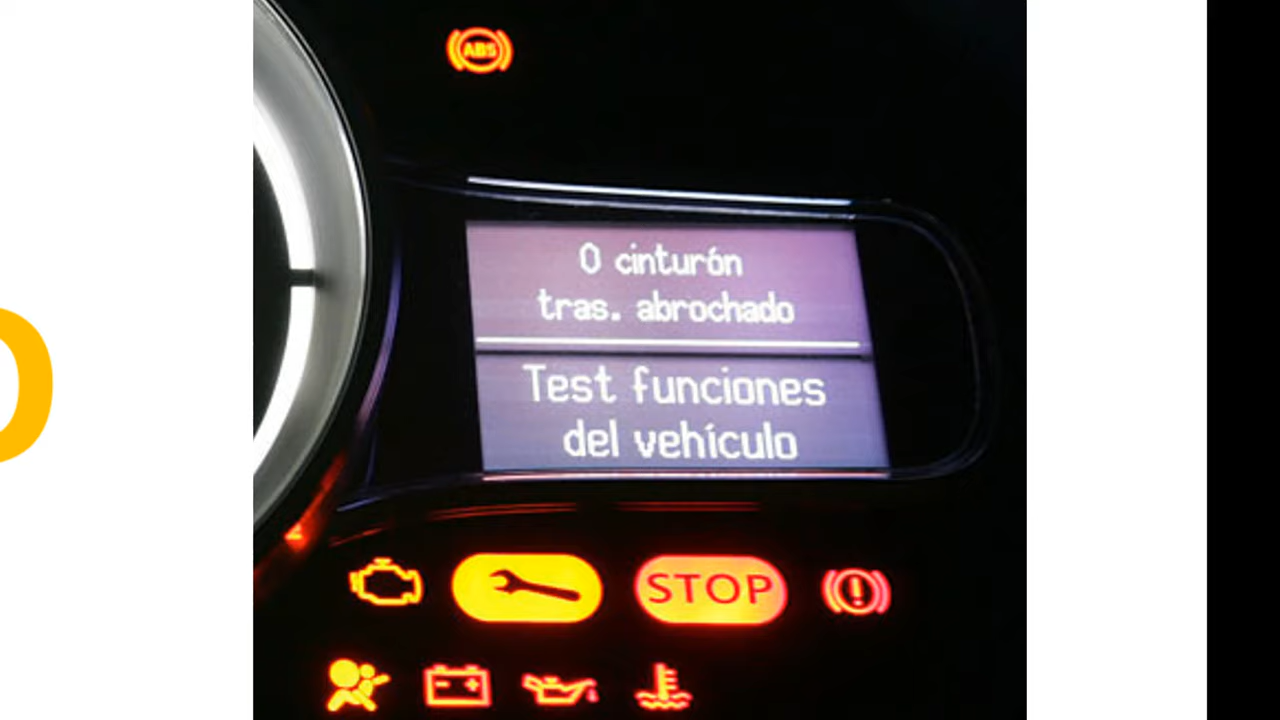 ABS
0 cinturón
tras. abrochado
Test funciones
del vehículo
STOP